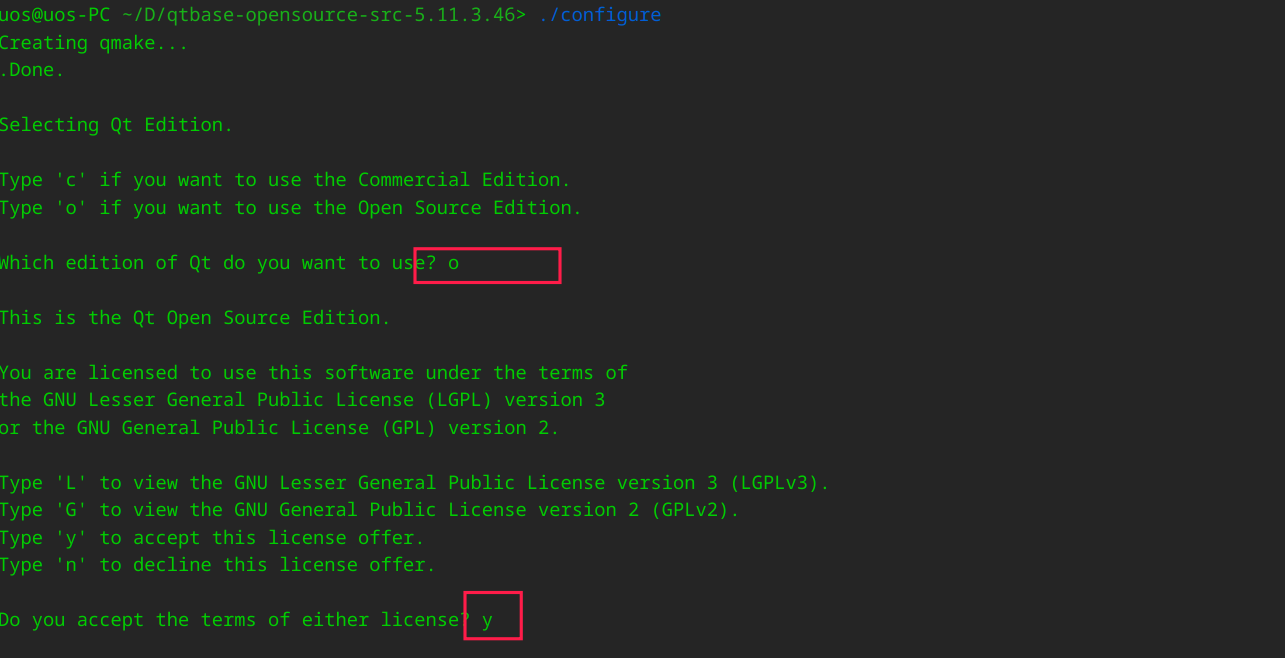 uos@uos-PC ~/D/qtbase-opensource-src-5.11.3.46> ./configure
Creating qmake...
.Done.
Selecting Qt Edition.
Type 'c' if you want to use the Commercial Edition.
Type 'o' if you want to use the Open Source Edition.
Which edition of Qt do you want to use? o
This is the Qt Open Source Edition.
You are licensed to use this software under the terms of
the GNU Lesser General Public License (LGPL) version 3
or the GNU General Public License (GPL) version 2.
Type 'L' to view the GNU Lesser General Public License version 3 (LGPLv3).
Type 'G' to view the GNU General Public License version 2 (GPLv2).
Type 'y' to accept this license offer.
Type 'n' to decline this license offer.
Do you accept the terms of either license? y